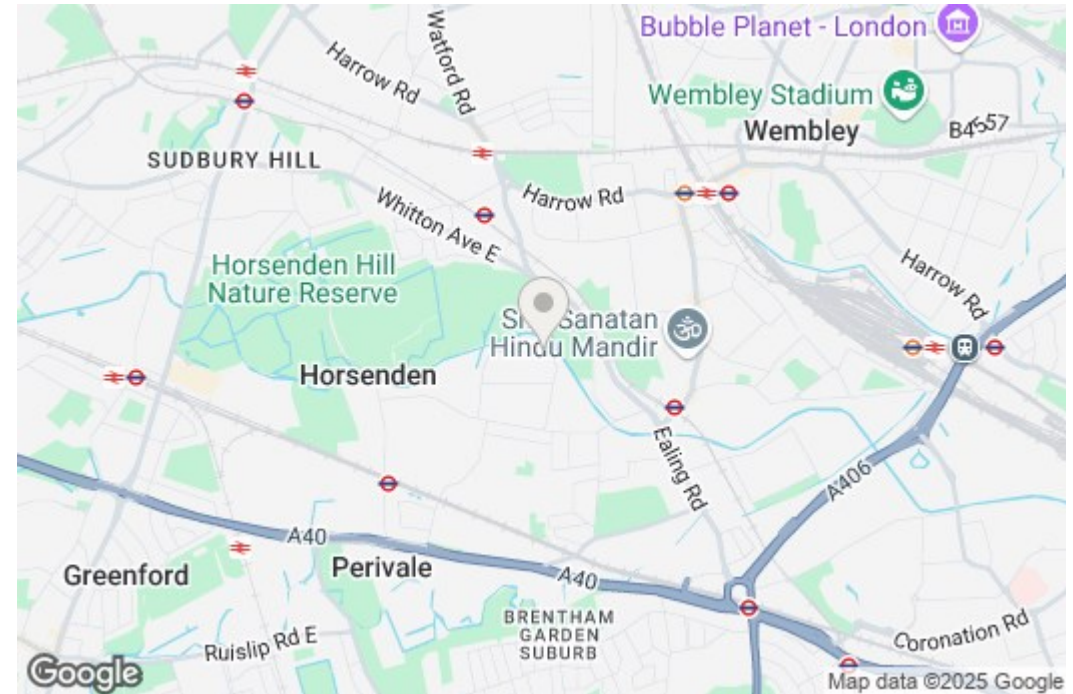 Bubble Planet - London
Watford Rd
Harrow Rd
Wembley Stadium
Wembley
SUDBURY HILL
Harrow Rd
Whitton Ave E
Horsenden Hill
Nature Reserve
Harrow Rd
Sanatan
Hindu Mandir
Horsenden
Ealing Rd
A406
A40
Perivale
A40
Greenford
BRENTHAM
GARDEN
SUBURB
Ruislip Rd E
Coronation Rd
Google
Map data ©2025 Google